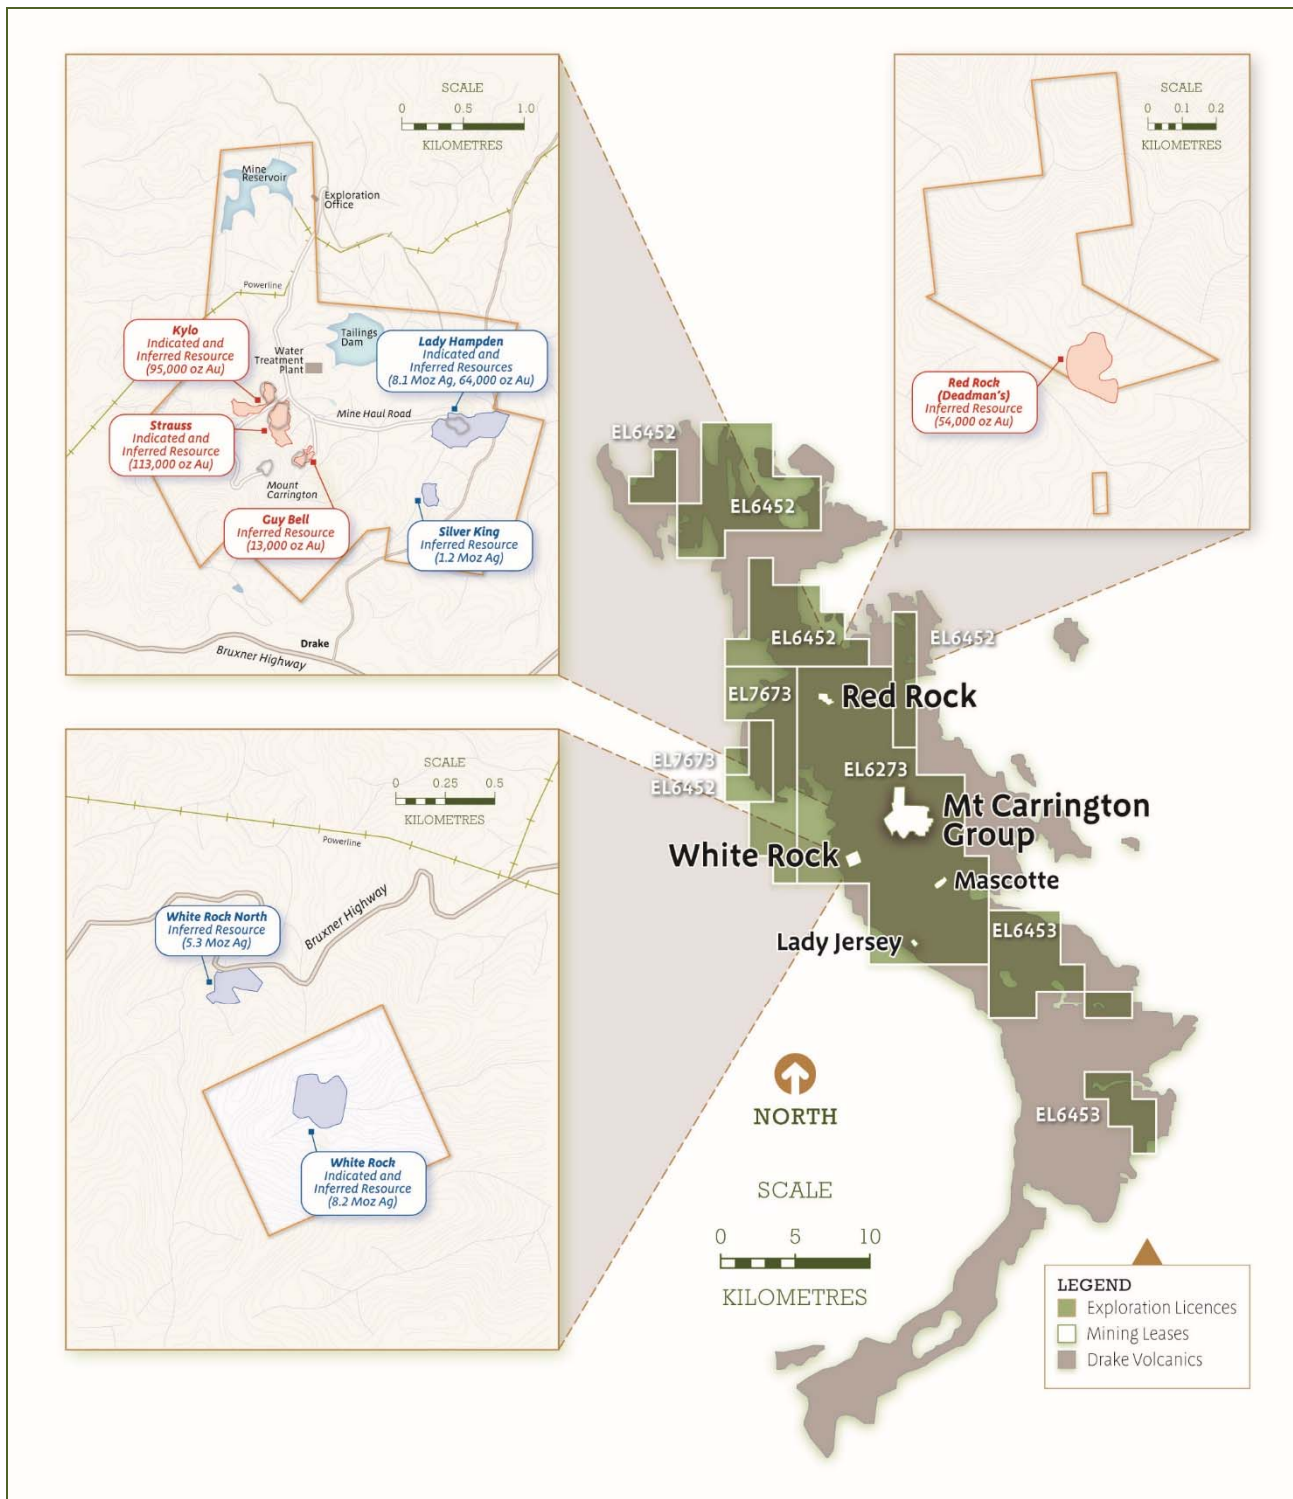 SCALE
0 0.5 1.0
KILOMETRES
Mine
Reservoir
Exploration
Office
Powerline
Kylo
Indicated and
Inferred Resource
(95,000 oz Au)
Tailings
Dam
Water
Treatment
Plant
Lady Hampden
Indicated and
Inferred Resources
(8.1 Moz Ag, 64,000 oz Au)
Mine Haul Road
Strauss
Indicated and
Inferred Resource
(113,000 oz Au)
Mount
Carrington
Guy Bell
Inferred Resource
(13,000 oz Au)
Silver King
Inferred Resource
(1.2 Moz Ag)
Drake
Bruxner Highway
SCALE
0 0.1 0.2
KILOMETRES
Red Rock
(Deadman's)
Inferred Resource
(54,000 oz Au)
SCALE
0 0.25 0.5
KILOMETRES
Powerline
White Rock North
Inferred Resource
(5.3 Moz Ag)
Bruxner Highway
White Rock
Indicated and
Inferred Resource
(8.2 Moz Ag)
EL6452
EL6452
EL6452
EL6452
EL7673
Red Rock
EL7673
EL6452
EL6273
Mt Carrington
Group
White Rock
Mascotte
Lady Jersey
EL6453
EL6453
NORTH
SCALE
0 5 10
KILOMETRES
LEGEND
Exploration Licences
Mining Leases
Drake Volcanics